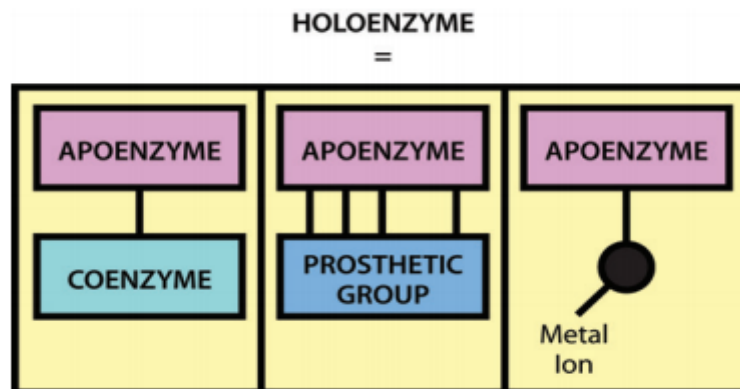 HOLOENZYME
=
APOENZYME
COENZYME
APOENZYME
PROSTHETIC
GROUP
APOENZYME
Metal
Ion